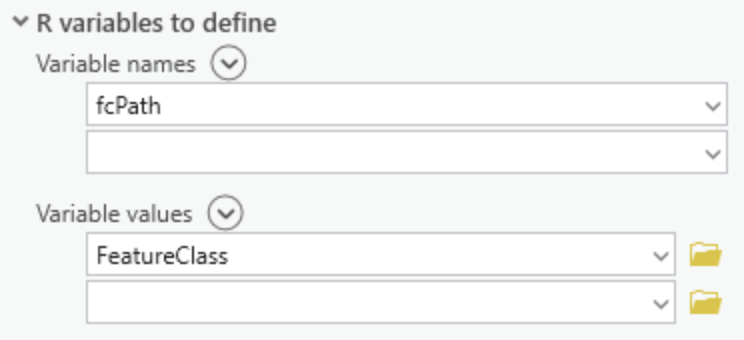 R variables to define
Variable names
fcPath
Variable values
FeatureClass